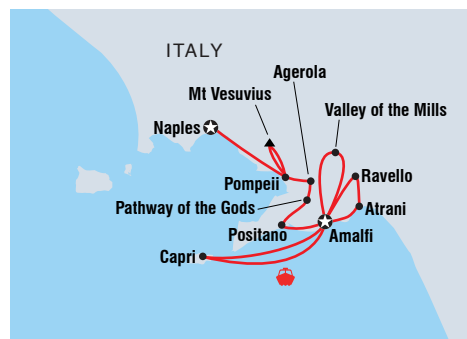 ITALY
Agerola
Mt Vesuvius
Valley of the Mills
Naples
Ravello
Pompeii
Pathway of the Gods
Atrani
Positano
Amalfi
Capri